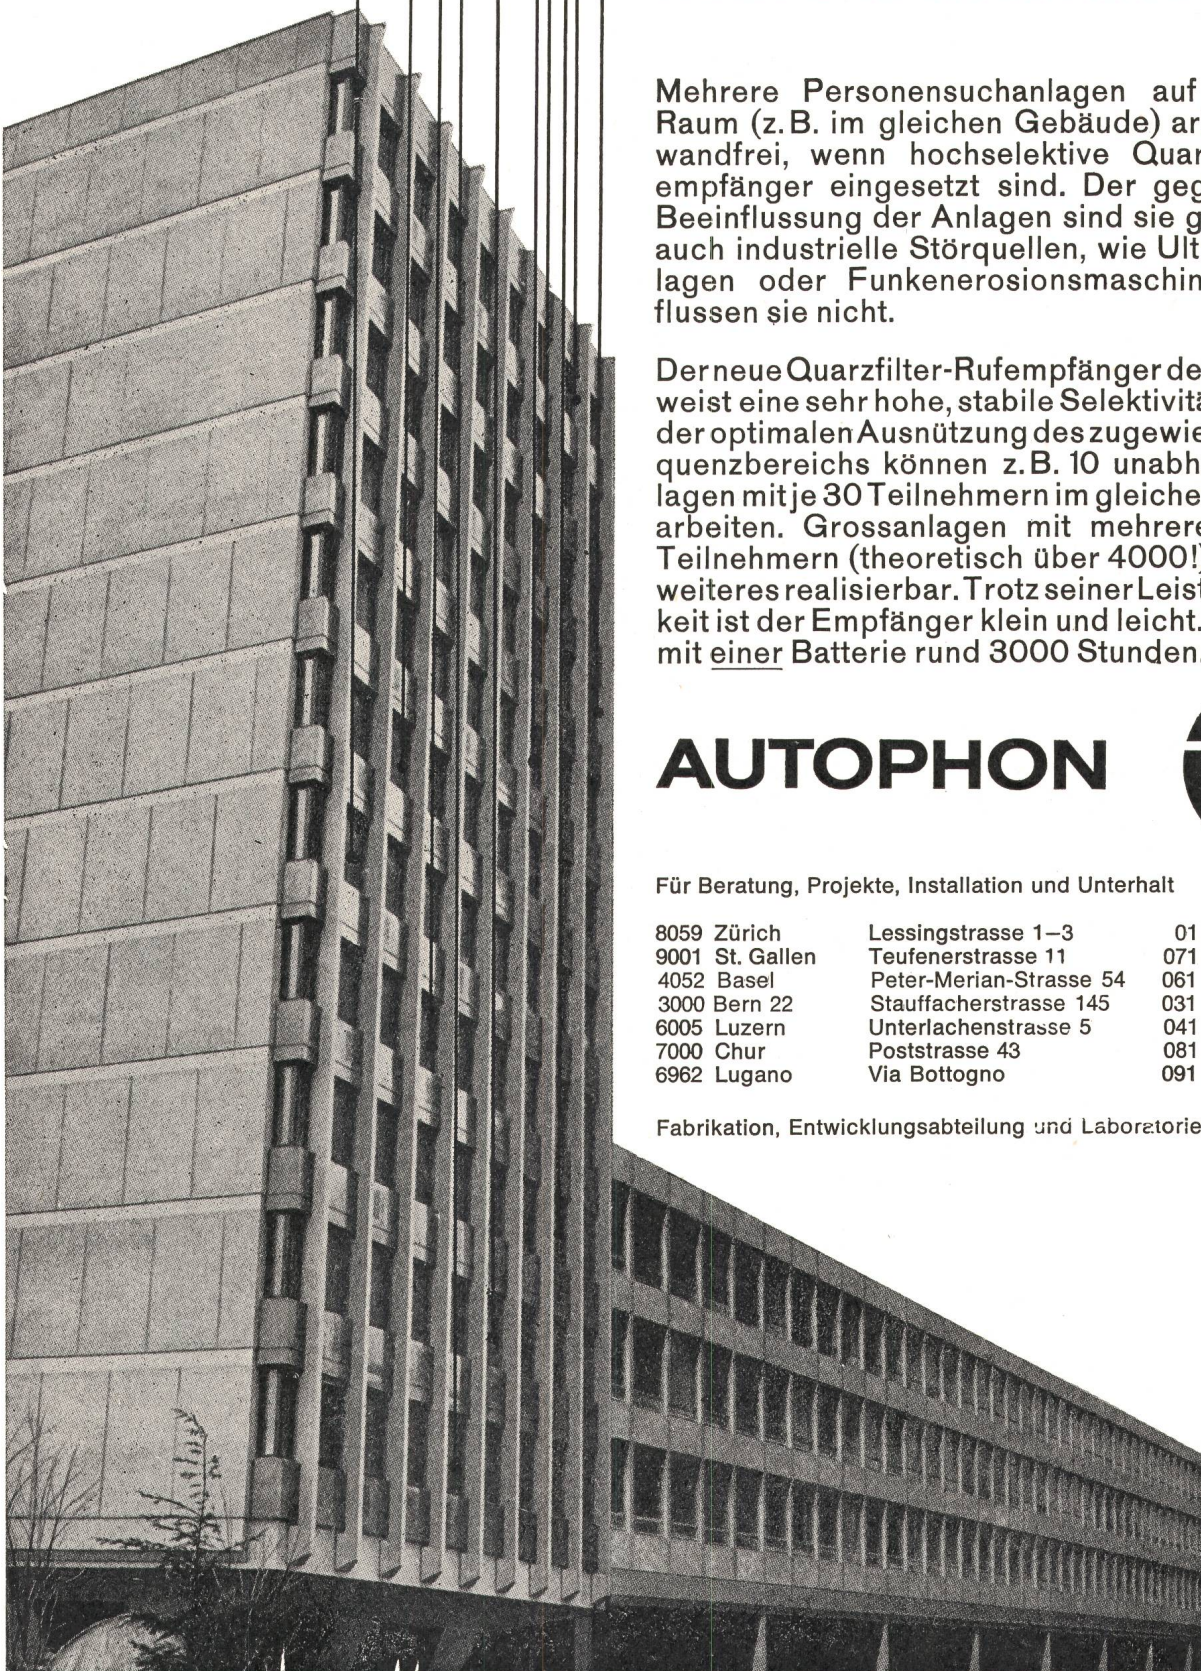 Mehrere Personensuchanlagen auf
Raum (z. B. im gleichen Gebäude) ar
wandfrei, wenn hochselektive Quar
empfänger eingesetzt sind. Der geg
Beeinflussung der Anlagen sind sie g
auch industrielle Störquellen, wie Ult
lagen oder Funkenerosionsmaschin
flussen sie nicht.
Der neue Quarzfilter-Rufempfänger de
weist eine sehr hohe, stabile Selektivitä
der optimalen Ausnützung des zugewie
quenzbereichs können z. B. 10 unabh
lagen mit je 30 Teilnehmern im gleiche
arbeiten. Grossanlagen mit mehrere
Teilnehmern (theoretisch über 4000!)
weiteres realisierbar. Trotz seiner Leist
keit ist der Empfänger klein und leicht.
mit einer Batterie rund 3000 Stunden.
AUTOPHON
Für Beratung, Projekte, Installation und Unterhalt
8059 Zürich Lessingstrasse 1–3 01
9001 St. Gallen Teufenerstrasse 11 071
4052 Basel Peter-Merian-Strasse 54 061
3000 Bern 22 Stauffacherstrasse 145 031
6005 Luzern Unterlachenstrasse 5 041
7000 Chur Poststrasse 43 081
6962 Lugano Via Bottogno 091
Fabrikation, Entwicklungsabteilung und Laboratorie